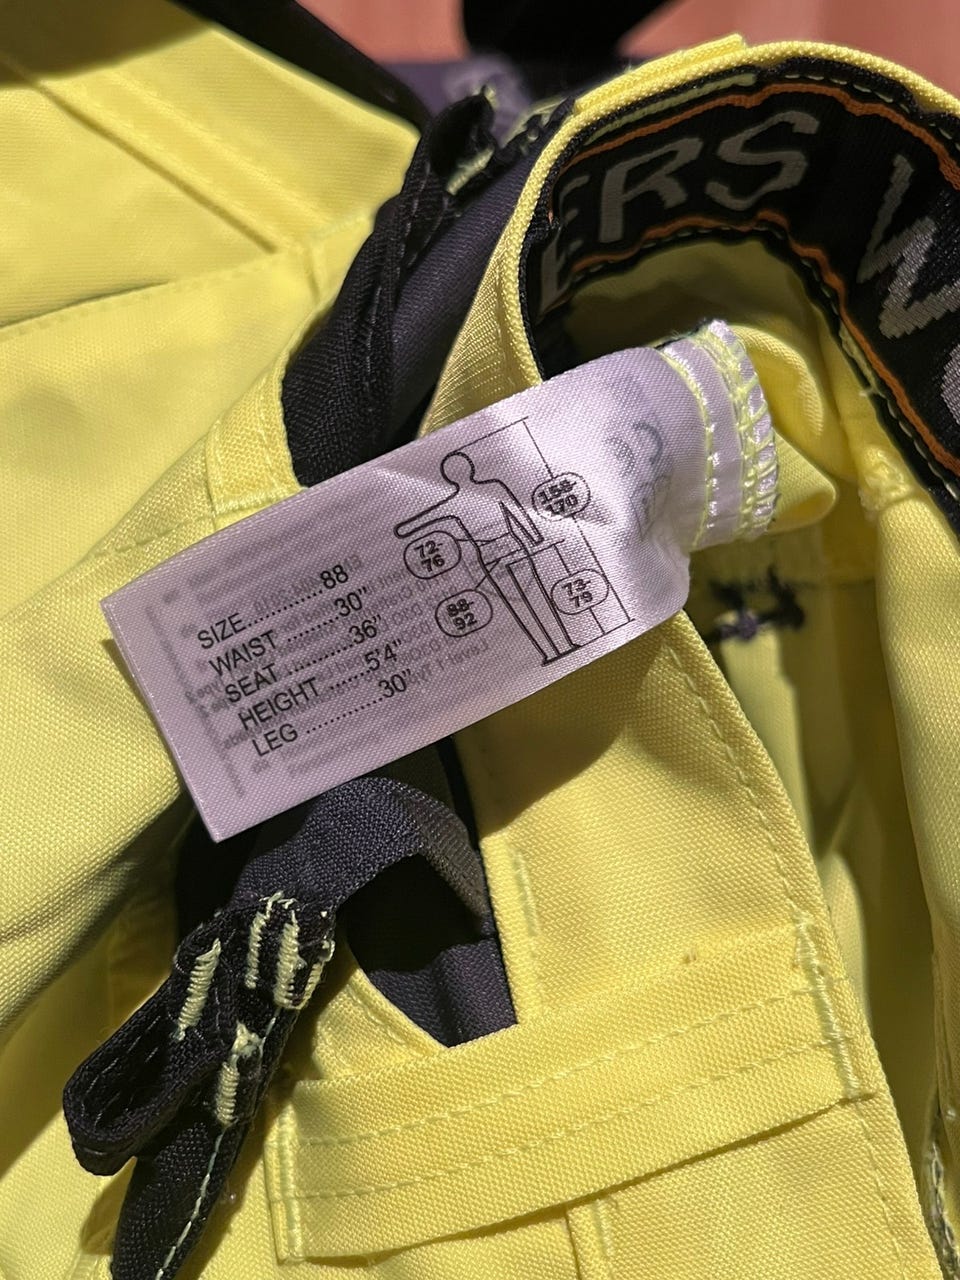 ERS W
158-
170
72-
76
88-
92
73-
79
SIZE............88
WAIST ........30"
SEAT ..........36"
HEIGHT ......5'4"
LEG .............30"